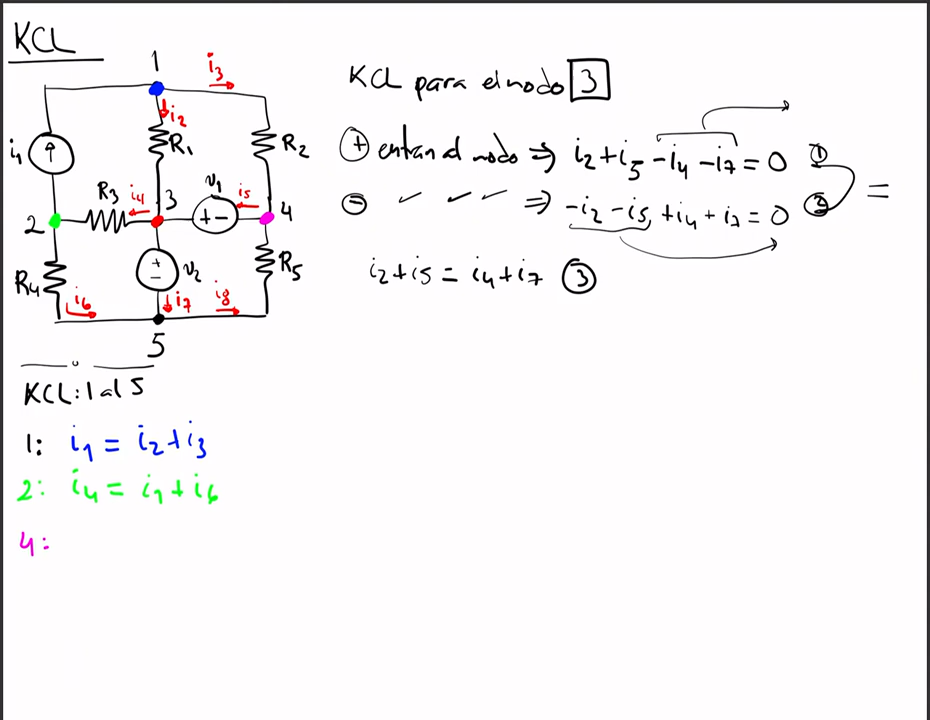 KCL
1
i3
i2
i1
R1
R2
R3
i4
3
v1
i5
2
+ -
4
R4
+
-
v2
R5
i6
i7
i8
5
KCL: 1 al 5
1: i1 = i2 + i3
2: i4 = i1 + i6
4:
KCL para el nodo 3
+ entan al nodo ⇒ i2 + i5 - i4 - i7 = 0 ①
- ✓ ✓✓ ⇒ -i2 - i5 + i4 + i7 = 0 ② =
i2 + i5 = i4 + i7 ③